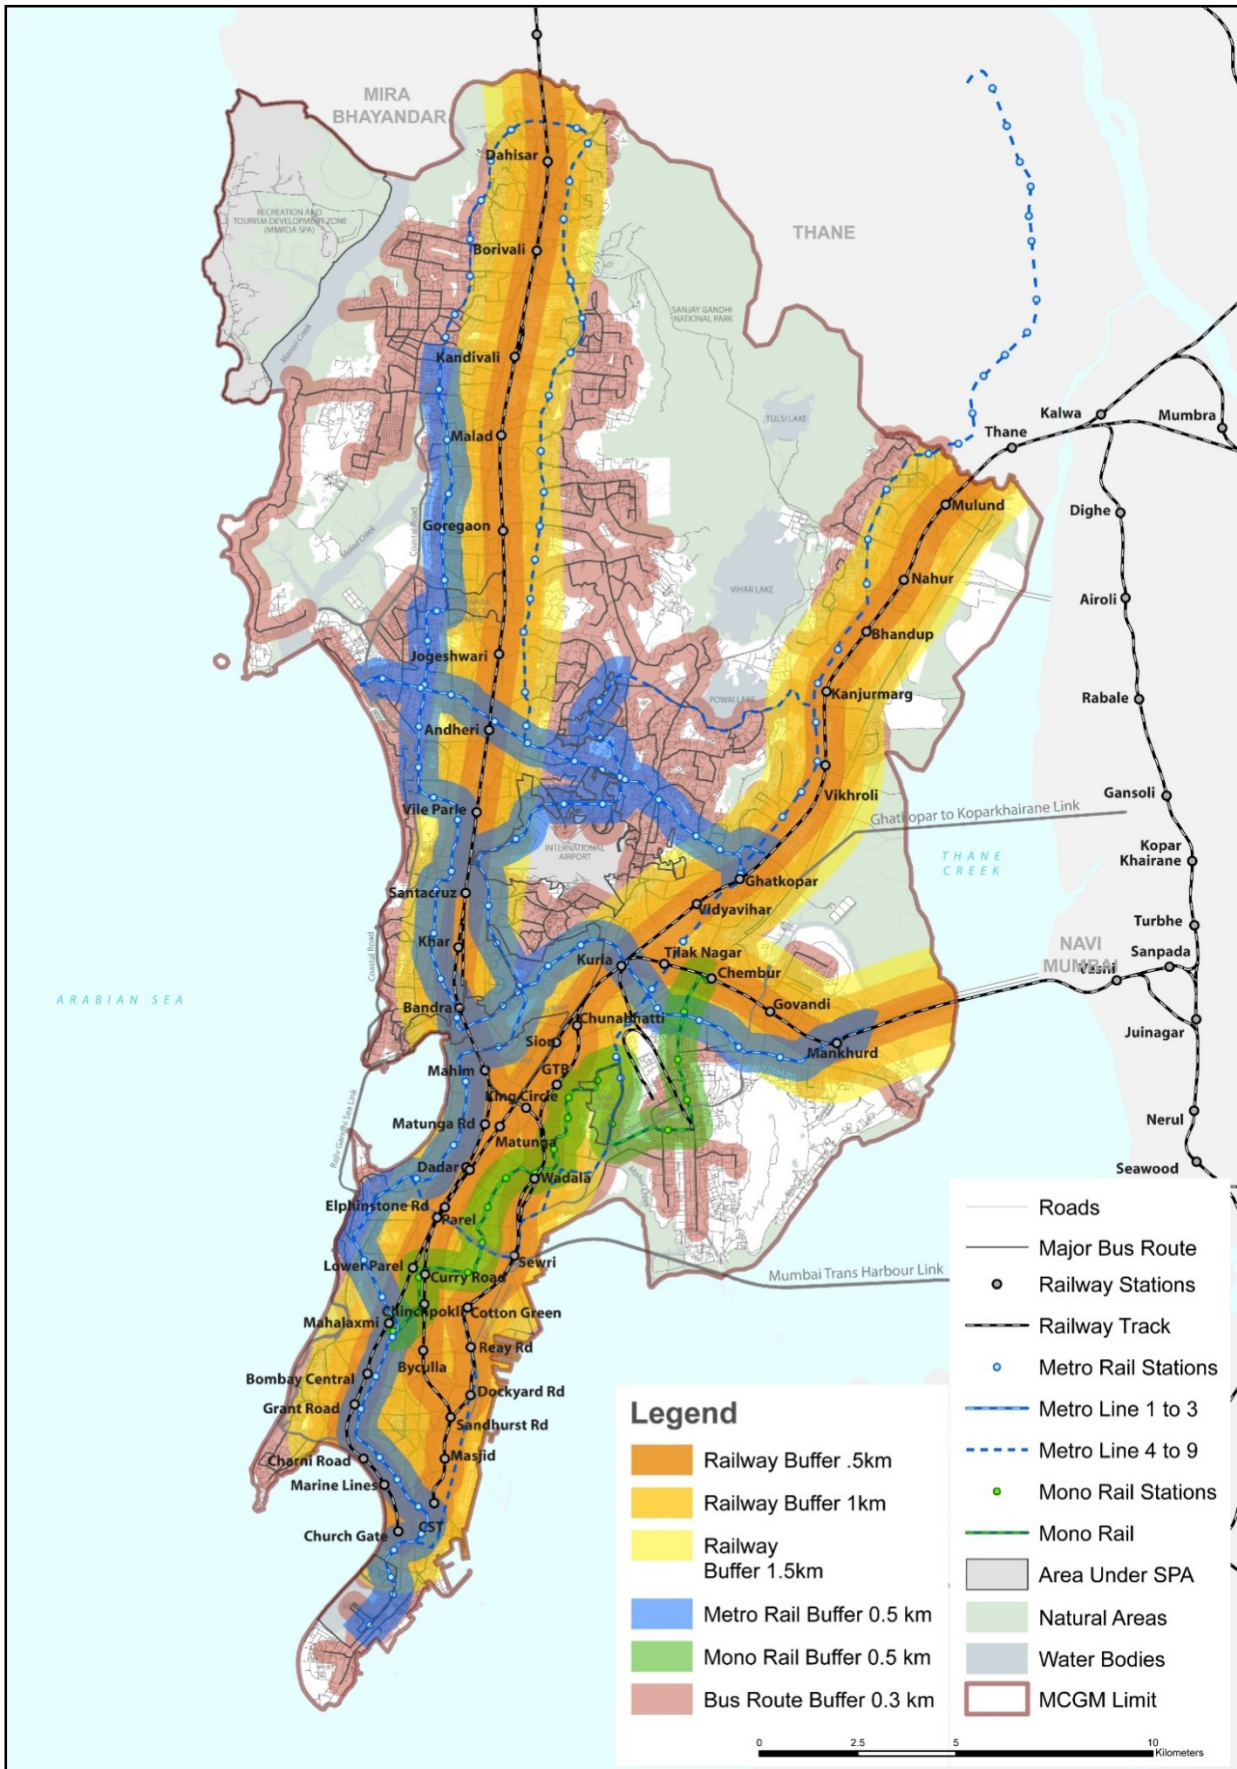 MIRA
BHAYANDAR
Dahisar
RECREATION AND
TOURISM DEVELOPMENT ZONE
(MMRDA SPA)
THANE
Borivali
Manori Creek
SANJAY GANDHI
NATIONAL PARK
Kandivali
TULSI LAKE
Kalwa
Mumbra
Malad
Thane
Mulund
Dighe
Goregaon
Coastal Road
Malad Creek
Nahur
VIHAR LAKE
Airoli
Bhandup
Jogeshwari
Kanjurmarg
POWAI LAKE
Rabale
Andheri
Vikhroli
Gansoli
Vile Parle
Ghatkopar to Koparkhairane Link
INTERNATIONAL
AIRPORT
THANE
CREEK
Kopar
Khairane
Ghatkopar
Santacruz
Vidyavihar
Turbhe
Khar
Coastal Road
Tilak Nagar
Kurla
Chembur
NAVI
MUMBAI
Sanpada
Vashi
ARABIAN SEA
Bandra
Govandi
Chunabhatti
Juinagar
Sion
Mankhurd
Mahim
GTB
King Circle
Rajiv Gandhi Sea Link
Matunga Rd
Matunga
Nerul
Dadar
Wadala
Mahul Creek
Seawood
Elphinstone Rd
Parel
Lower Parel
Sewri
Curry Road
Mumbai Trans Harbour Link
Chinchpokli
Cotton Green
Mahalaxmi
Reay Rd
Byculla
Bombay Central
Dockyard Rd
Grant Road
Sandhurst Rd
Charni Road
Masjid
Marine Lines
CST
Church Gate
Legend
Railway Buffer .5km
Railway Buffer 1km
Railway
Buffer 1.5km
Metro Rail Buffer 0.5 km
Mono Rail Buffer 0.5 km
Bus Route Buffer 0.3 km
Roads
Major Bus Route
Railway Stations
Railway Track
Metro Rail Stations
Metro Line 1 to 3
Metro Line 4 to 9
Mono Rail Stations
Mono Rail
Area Under SPA
Natural Areas
Water Bodies
MCGM Limit
0
2.5
5
10
Kilometers